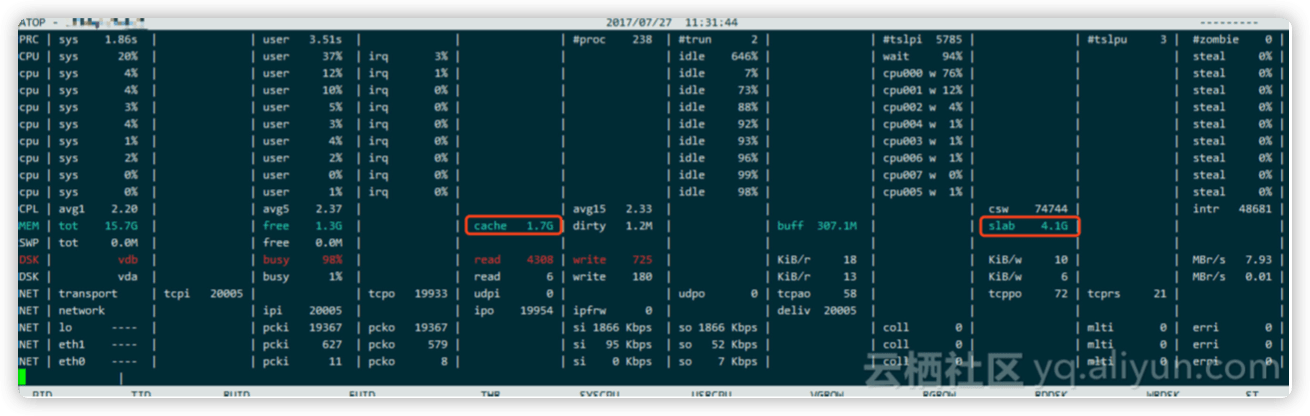 ATOP - 2017/07/27 11:31:44 ---------
PRC | sys 1.86s | | user 3.51s | | | #proc 238 | #trun 2 | | #tslpi 5785 | | #tslpu 3 | #zombie 0 |
CPU | sys 20% | | user 37% | irq 3% | | | idle 646% | | wait 94% | | | steal 0% |
cpu | sys 4% | | user 12% | irq 1% | | | idle 7% | | cpu000 w 76% | | | steal 0% |
cpu | sys 4% | | user 10% | irq 0% | | | idle 73% | | cpu001 w 12% | | | steal 0% |
cpu | sys 3% | | user 5% | irq 0% | | | idle 88% | | cpu002 w 4% | | | steal 0% |
cpu | sys 4% | | user 3% | irq 0% | | | idle 92% | | cpu004 w 1% | | | steal 0% |
cpu | sys 1% | | user 4% | irq 0% | | | idle 93% | | cpu003 w 1% | | | steal 0% |
cpu | sys 2% | | user 2% | irq 0% | | | idle 96% | | cpu006 w 1% | | | steal 0% |
cpu | sys 0% | | user 0% | irq 0% | | | idle 99% | | cpu007 w 0% | | | steal 0% |
cpu | sys 0% | | user 1% | irq 0% | | | idle 98% | | cpu005 w 1% | | | steal 0% |
CPL | avg1 2.20 | | avg5 2.37 | | | avg15 2.33 | | | | csw 74744 | | intr 48681 |
MEM | tot 15.7G | | free 1.3G | | cache 1.7G | dirty 1.2M | | buff 307.1M | | slab 4.1G | | |
SWP | tot 0.0M | | free 0.0M | | | | | | | | | |
DSK | vdb | | busy 98% | | read 4308 | write 725 | | KiB/r 18 | | KiB/w 10 | | MBr/s 7.93 |
DSK | vda | | busy 1% | | read 6 | write 180 | | KiB/r 13 | | KiB/w 6 | | MBr/s 0.01 |
NET | transport | tcpi 20005 | | tcpo 19933 | udpi 0 | | udpo 0 | tcpao 58 | | tcppo 72 | tcprs 21 | |
NET | network | | ipi 20005 | | ipo 19954 | ipfrw 0 | | deliv 20005 | | | | |
NET | lo ---- | | pcki 19367 | pcko 19367 | | si 1866 Kbps | so 1866 Kbps | | coll 0 | | mlti 0 | erri 0 |
NET | eth1 ---- | | pcki 627 | pcko 579 | | si 95 Kbps | so 52 Kbps | | coll 0 | | mlti 0 | erri 0 |
NET | eth0 ---- | | pcki 11 | pcko 8 | | si 0 Kbps | so 7 Kbps | | coll 0 | | mlti 0 | erri 0 |
云栖社区 yq.aliyun.com
PID TID RUID EUID THR SYSCPU USRCPU VGROW RGROW RDDSK WRDSK ST